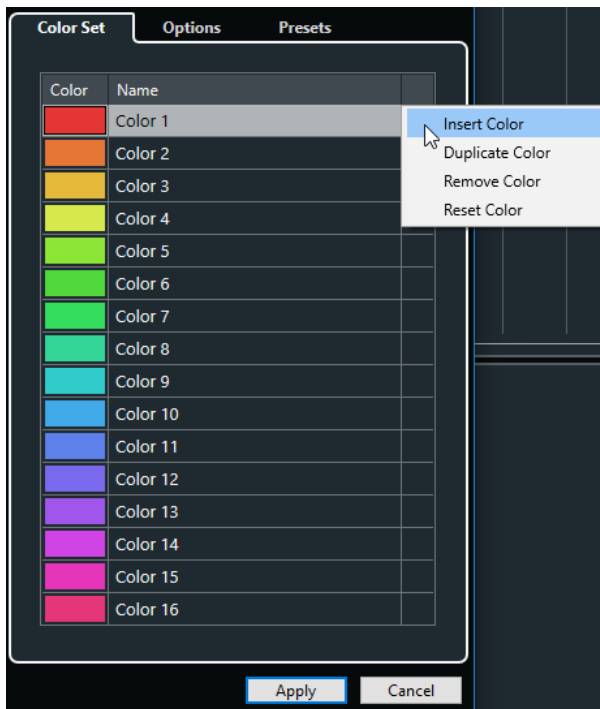 Color Set Options Presets
Color Name
Color 1
Insert Color
Color 2
Duplicate Color
Color 3
Remove Color
Color 4
Reset Color
Color 5
Color 6
Color 7
Color 8
Color 9
Color 10
Color 11
Color 12
Color 13
Color 14
Color 15
Color 16
Apply Cancel